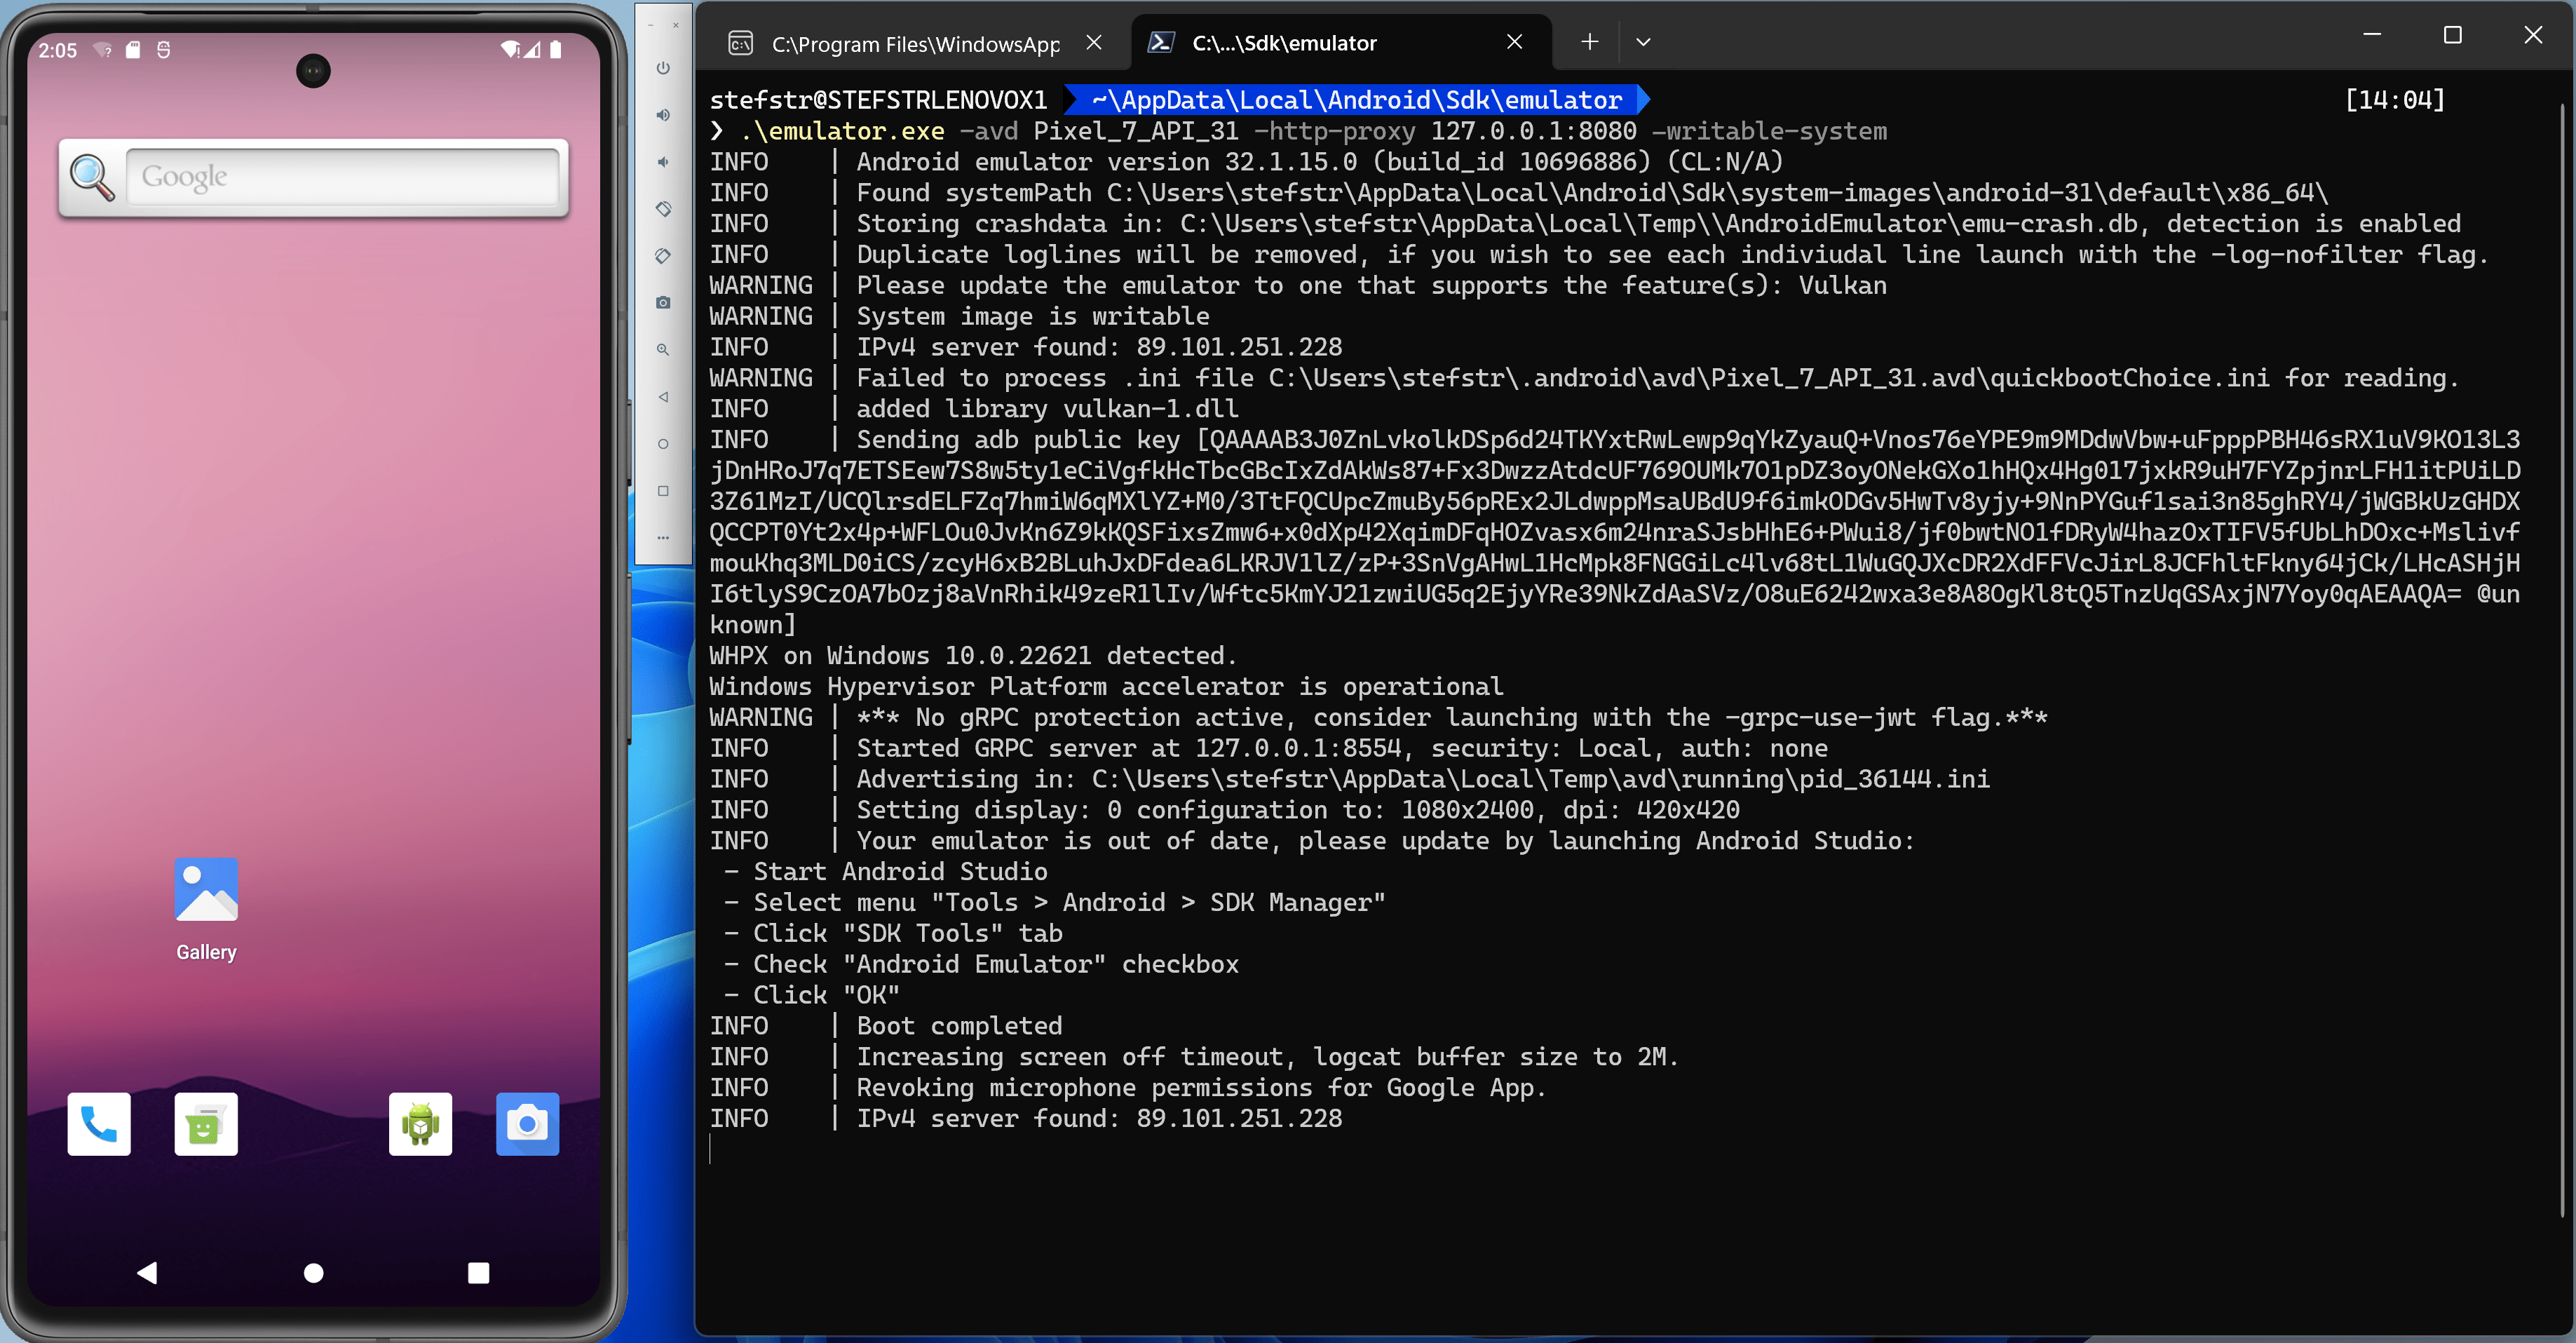 2:05
Google
Gallery
C:\Program Files\WindowsApp
C:\...\Sdk\emulator
stefstr@STEFSTRLENOVOX1 ~\AppData\Local\Android\Sdk\emulator [14:04]
❯ .\emulator.exe -avd Pixel_7_API_31 -http-proxy 127.0.0.1:8080 -writable-system
INFO | Android emulator version 32.1.15.0 (build_id 10696886) (CL:N/A)
INFO | Found systemPath C:\Users\stefstr\AppData\Local\Android\Sdk\system-images\android-31\default\x86_64\
INFO | Storing crashdata in: C:\Users\stefstr\AppData\Local\Temp\\AndroidEmulator\emu-crash.db, detection is enabled
INFO | Duplicate loglines will be removed, if you wish to see each indiviudal line launch with the -log-nofilter flag.
WARNING | Please update the emulator to one that supports the feature(s): Vulkan
WARNING | System image is writable
INFO | IPv4 server found: 89.101.251.228
WARNING | Failed to process .ini file C:\Users\stefstr\.android\avd\Pixel_7_API_31.avd\quickbootChoice.ini for reading.
INFO | added library vulkan-1.dll
INFO | Sending adb public key [QAAAAB3J0ZnLvkolkDSp6d24TKYxtRwLewp9qYkZyauQ+Vnos76eYPE9m9MDdwVbw+uFpppPBH46sRX1uV9KO13L3
jDnHRoJ7q7ETSEew7S8w5ty1eCiVgfkHcTbcGBcIxZdAkWs87+Fx3DwzzAtdcUF769OUMk7O1pDZ3oyONekGXo1hHQx4Hg017jxkR9uH7FYZpjnrLFH1itPUiLD
3Z61MzI/UCQlrsdELFZq7hmiW6qMXlYZ+M0/3TtFQCUpcZmuBy56pREx2JLdwppMsaUBdU9f6imkODGv5HwTv8yjy+9NnPYGuf1sai3n85ghRY4/jWGBkUzGHDX
QCCPT0Yt2x4p+WFLOu0JvKn6Z9kKQSFixsZmw6+x0dXp42XqimDFqHOZvasx6m24nraSJsbHhE6+PWui8/jf0bwtNO1fDRyW4hazOxTIFV5fUbLhDOxc+Mslivf
mouKhq3MLD0iCS/zcyH6xB2BLuhJxDFdea6LKRJV1lZ/zP+3SnVgAHwL1HcMpk8FNGGiLc4lv68tL1WuGQJXcDR2XdFFVcJirL8JCFhltFkny64jCk/LHcASHjH
I6tlyS9CzOA7bOzj8aVnRhik49zeR1lIv/Wftc5KmYJ21zwiUG5q2EjyYRe39NkZdAaSVz/O8uE6242wxa3e8A8OgKl8tQ5TnzUqGSAxjN7Yoy0qAEAAQA= @un
known]
WHPX on Windows 10.0.22621 detected.
Windows Hypervisor Platform accelerator is operational
WARNING | *** No gRPC protection active, consider launching with the -grpc-use-jwt flag.***
INFO | Started GRPC server at 127.0.0.1:8554, security: Local, auth: none
INFO | Advertising in: C:\Users\stefstr\AppData\Local\Temp\avd\running\pid_36144.ini
INFO | Setting display: 0 configuration to: 1080x2400, dpi: 420x420
INFO | Your emulator is out of date, please update by launching Android Studio:
- Start Android Studio
- Select menu "Tools > Android > SDK Manager"
- Click "SDK Tools" tab
- Check "Android Emulator" checkbox
- Click "OK"
INFO | Boot completed
INFO | Increasing screen off timeout, logcat buffer size to 2M.
INFO | Revoking microphone permissions for Google App.
INFO | IPv4 server found: 89.101.251.228